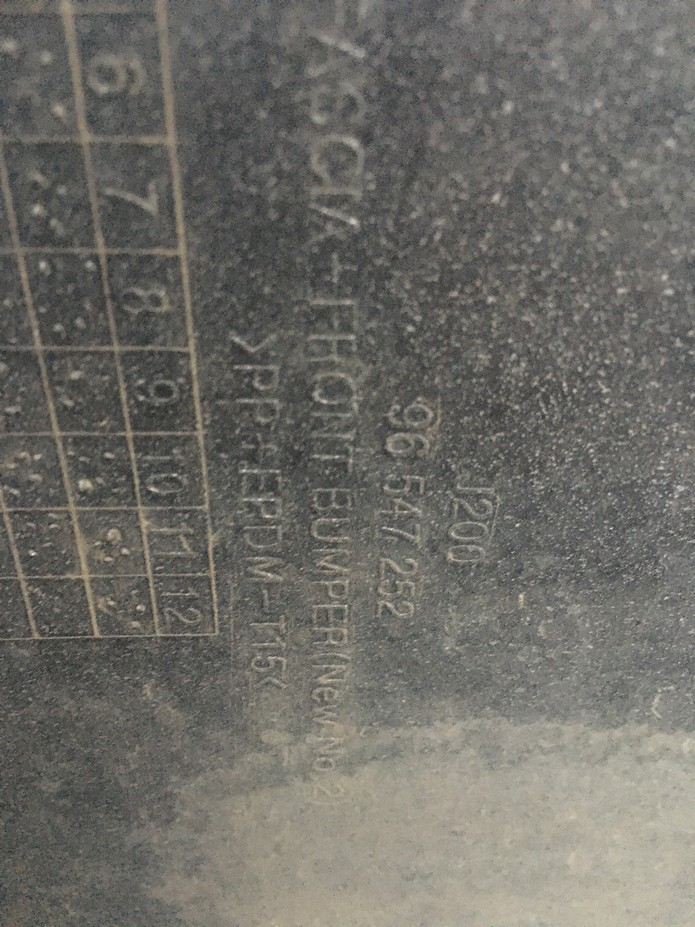 J200
96 547 252
FASCIA-FRONT BUMPER(New No.2)
>PP+EPDM-T15<
6 7 8 9 10 11 12